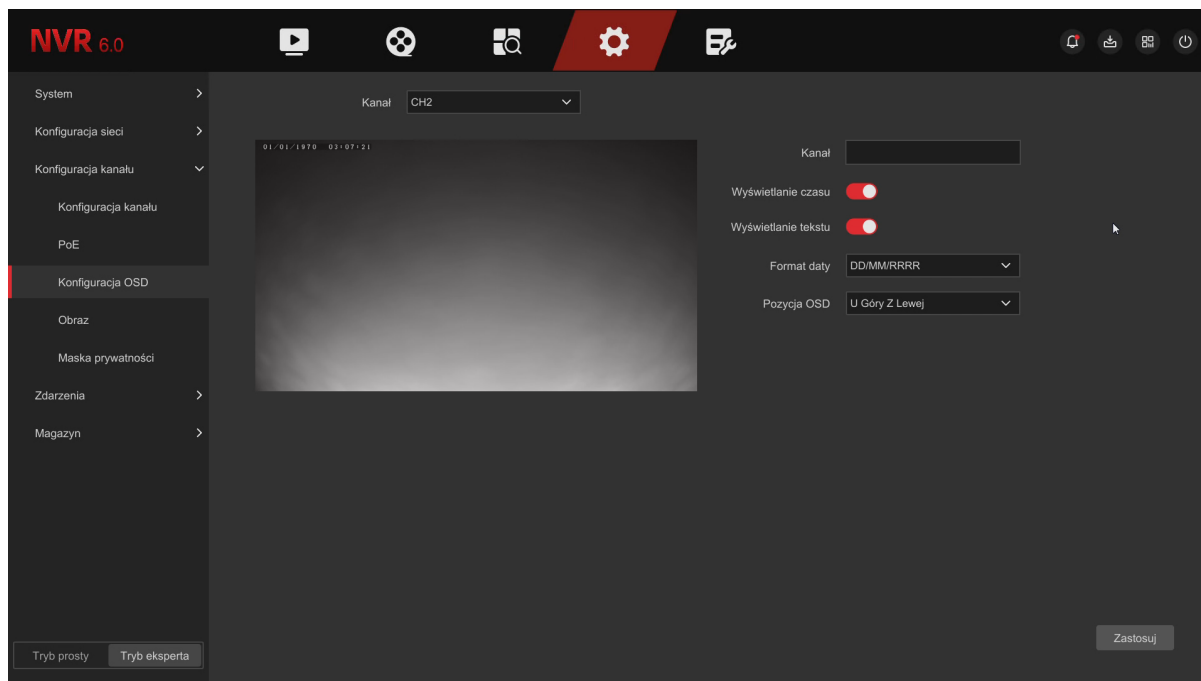 NVR 6.0
System
Konfiguracja sieci
Konfiguracja kanału
Konfiguracja kanału
PoE
Konfiguracja OSD
Obraz
Maska prywatności
Zdarzenia
Magazyn
Tryb prosty Tryb eksperta
Kanał CH2
01/01/1970 03:07:21
Kanał
Wyświetlanie czasu
Wyświetlanie tekstu
Format daty DD/MM/RRRR
Pozycja OSD U Góry Z Lewej
Zastosuj